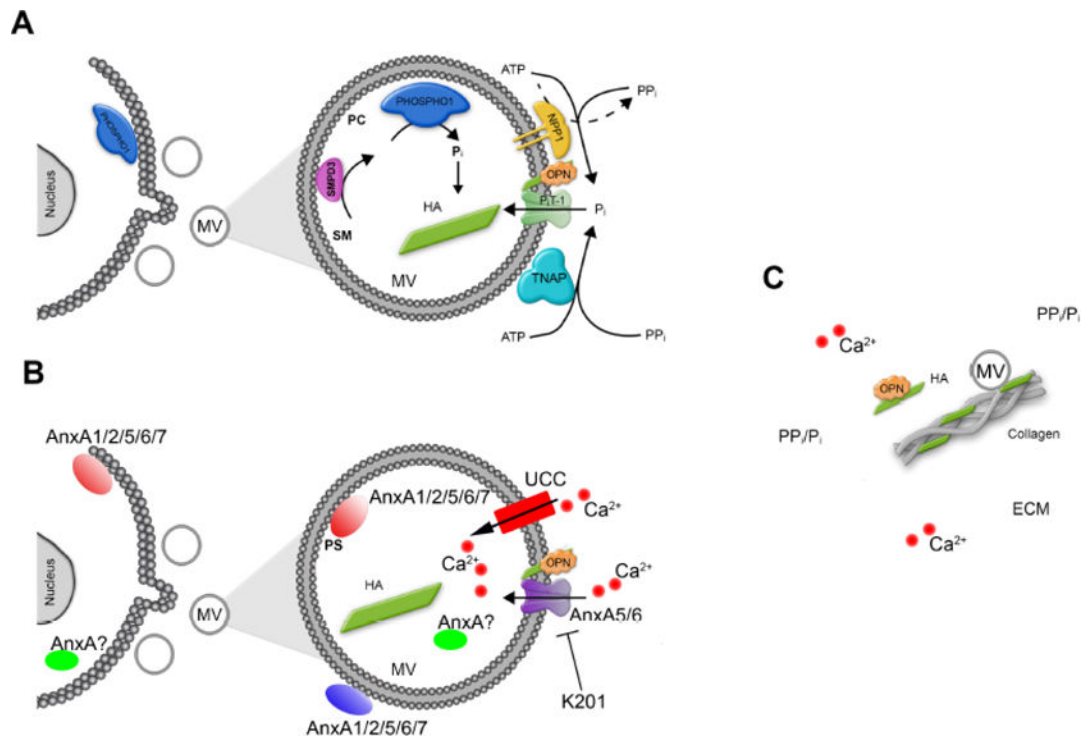 A
PHOSPHO1
Nucleus
MV
PC
PHOSPHO1
SMPD3
SM
Pi
HA
MV
ATP
PPi
NPP1
OPN
PiT-1
Pi
TNAP
ATP
PPi
B
AnxA1/2/5/6/7
Nucleus
AnxA?
MV
AnxA1/2/5/6/7
PS
UCC
Ca²⁺
Ca²⁺
OPN
HA
Ca²⁺
AnxA5/6
AnxA?
MV
K201
AnxA1/2/5/6/7
C
PPi/Pi
Ca²⁺
MV
OPN
HA
Collagen
PPi/Pi
ECM
Ca²⁺